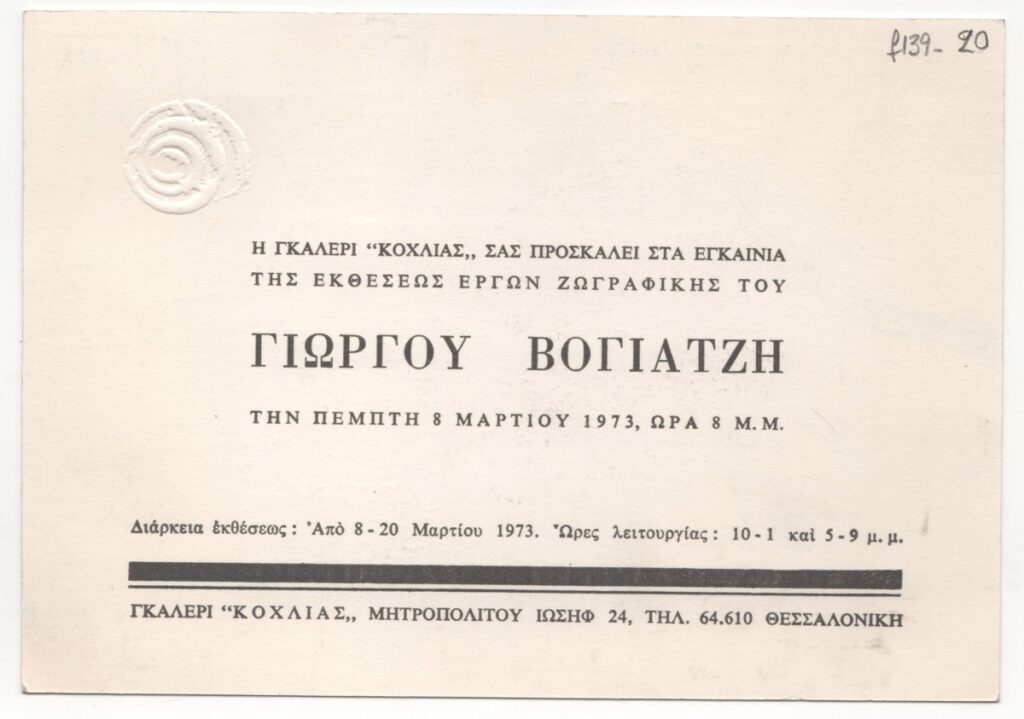 f139- 20
Η ΓΚΑΛΕΡΙ “ΚΟΧΛΙΑΣ„ ΣΑΣ ΠΡΟΣΚΑΛΕΙ ΣΤΑ ΕΓΚΑΙΝΙΑ
ΤΗΣ ΕΚΘΕΣΕΩΣ ΕΡΓΩΝ ΖΩΓΡΑΦΙΚΗΣ ΤΟΥ
ΓΙΩΡΓΟΥ ΒΟΓΙΑΤΖΗ
ΤΗΝ ΠΕΜΠΤΗ 8 ΜΑΡΤΙΟΥ 1973, ΩΡΑ 8 Μ.Μ.
Διάρκεια ἐκθέσεως: Ἀπὸ 8-20 Μαρτίου 1973. Ὧρες λειτουργίας: 10-1 καὶ 5-9 μ.μ.
ΓΚΑΛΕΡΙ “ΚΟΧΛΙΑΣ„ ΜΗΤΡΟΠΟΛΙΤΟΥ ΙΩΣΗΦ 24, ΤΗΛ. 64.610 ΘΕΣΣΑΛΟΝΙΚΗ